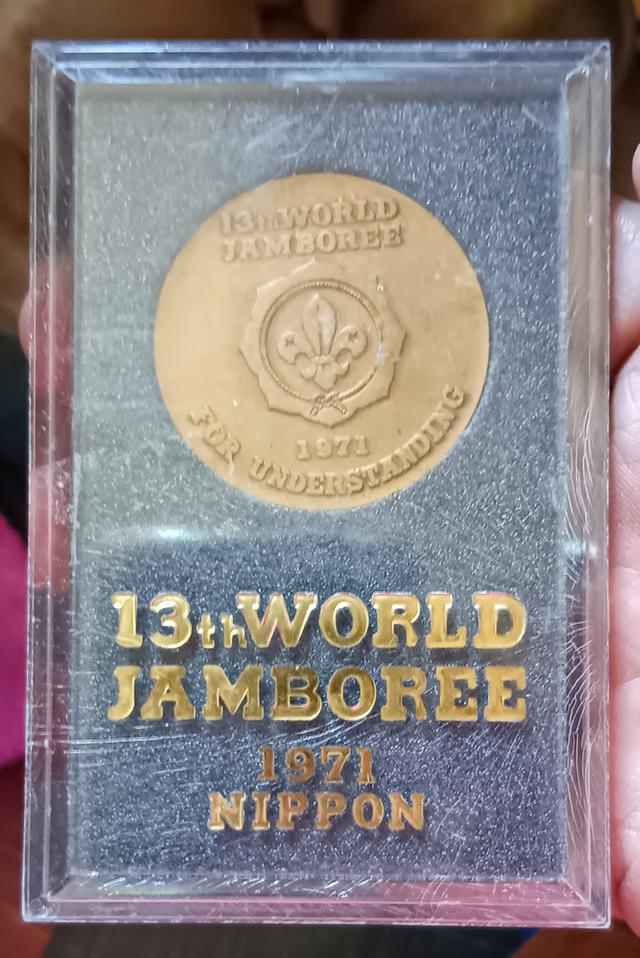 13th WORLD
JAMBOREE
1971
FOR UNDERSTANDING
13th WORLD
JAMBOREE
1971
NIPPON